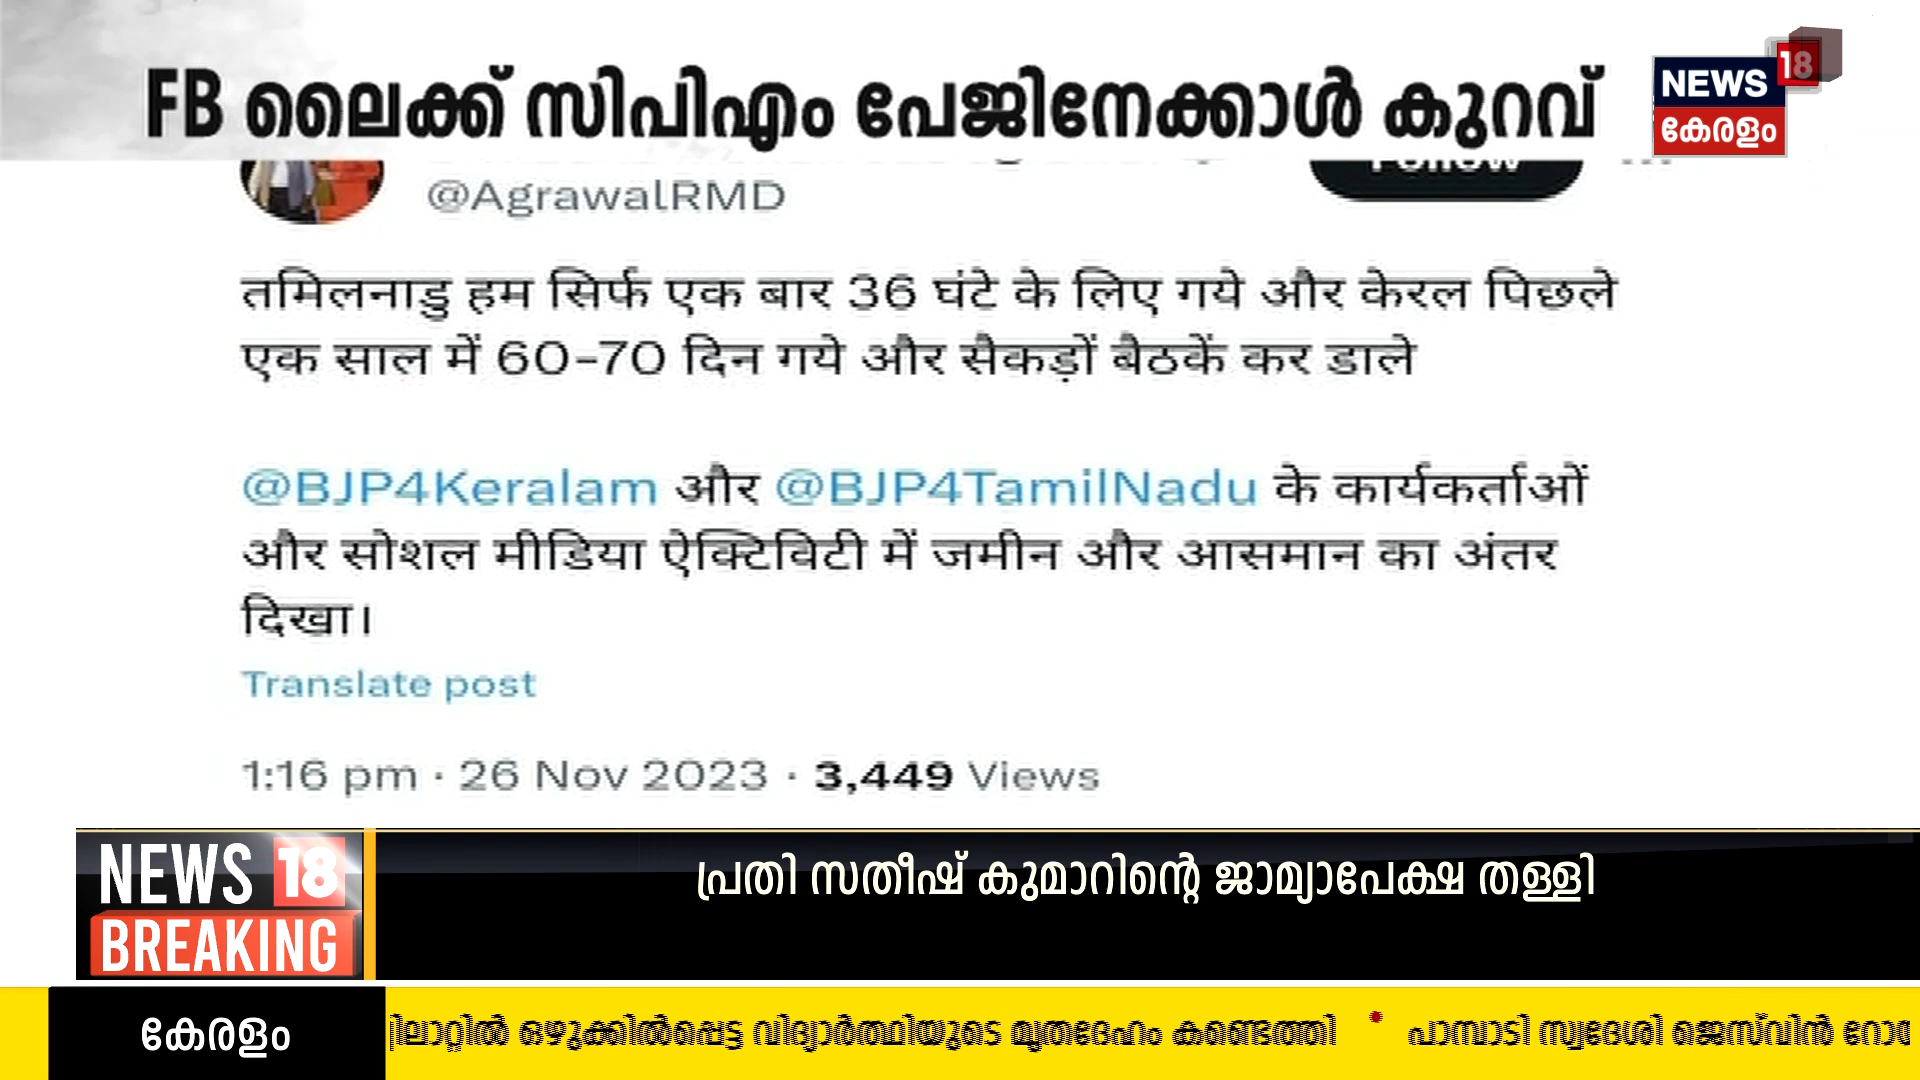 FB ലൈക്ക് സിപിഎം പേജിനേക്കാൾ കുറവ്
NEWS 18
കേരളം
@AgrawalRMD
Follow
तमिलनाडु हम सिर्फ एक बार 36 घंटे के लिए गये और केरल पिछले
एक साल में 60-70 दिन गये और सैकड़ों बैठकें कर डाले
@BJP4Keralam और @BJP4TamilNadu के कार्यकर्ताओं
और सोशल मीडिया ऐक्टिविटी में जमीन और आसमान का अंतर
दिखा।
Translate post
1:16 pm · 26 Nov 2023 · 3,449 Views
NEWS 18
BREAKING
പ്രതി സതീഷ് കുമാറിന്റെ ജാമ്യാപേക്ഷ തള്ളി
കേരളം
ഒഴുക്കിൽപ്പെട്ട വിദ്യാർത്ഥിയുടെ മൃതദേഹം കണ്ടെത്തി • പാമ്പാടി സ്വദേശി ജെസ്‌വിൻ